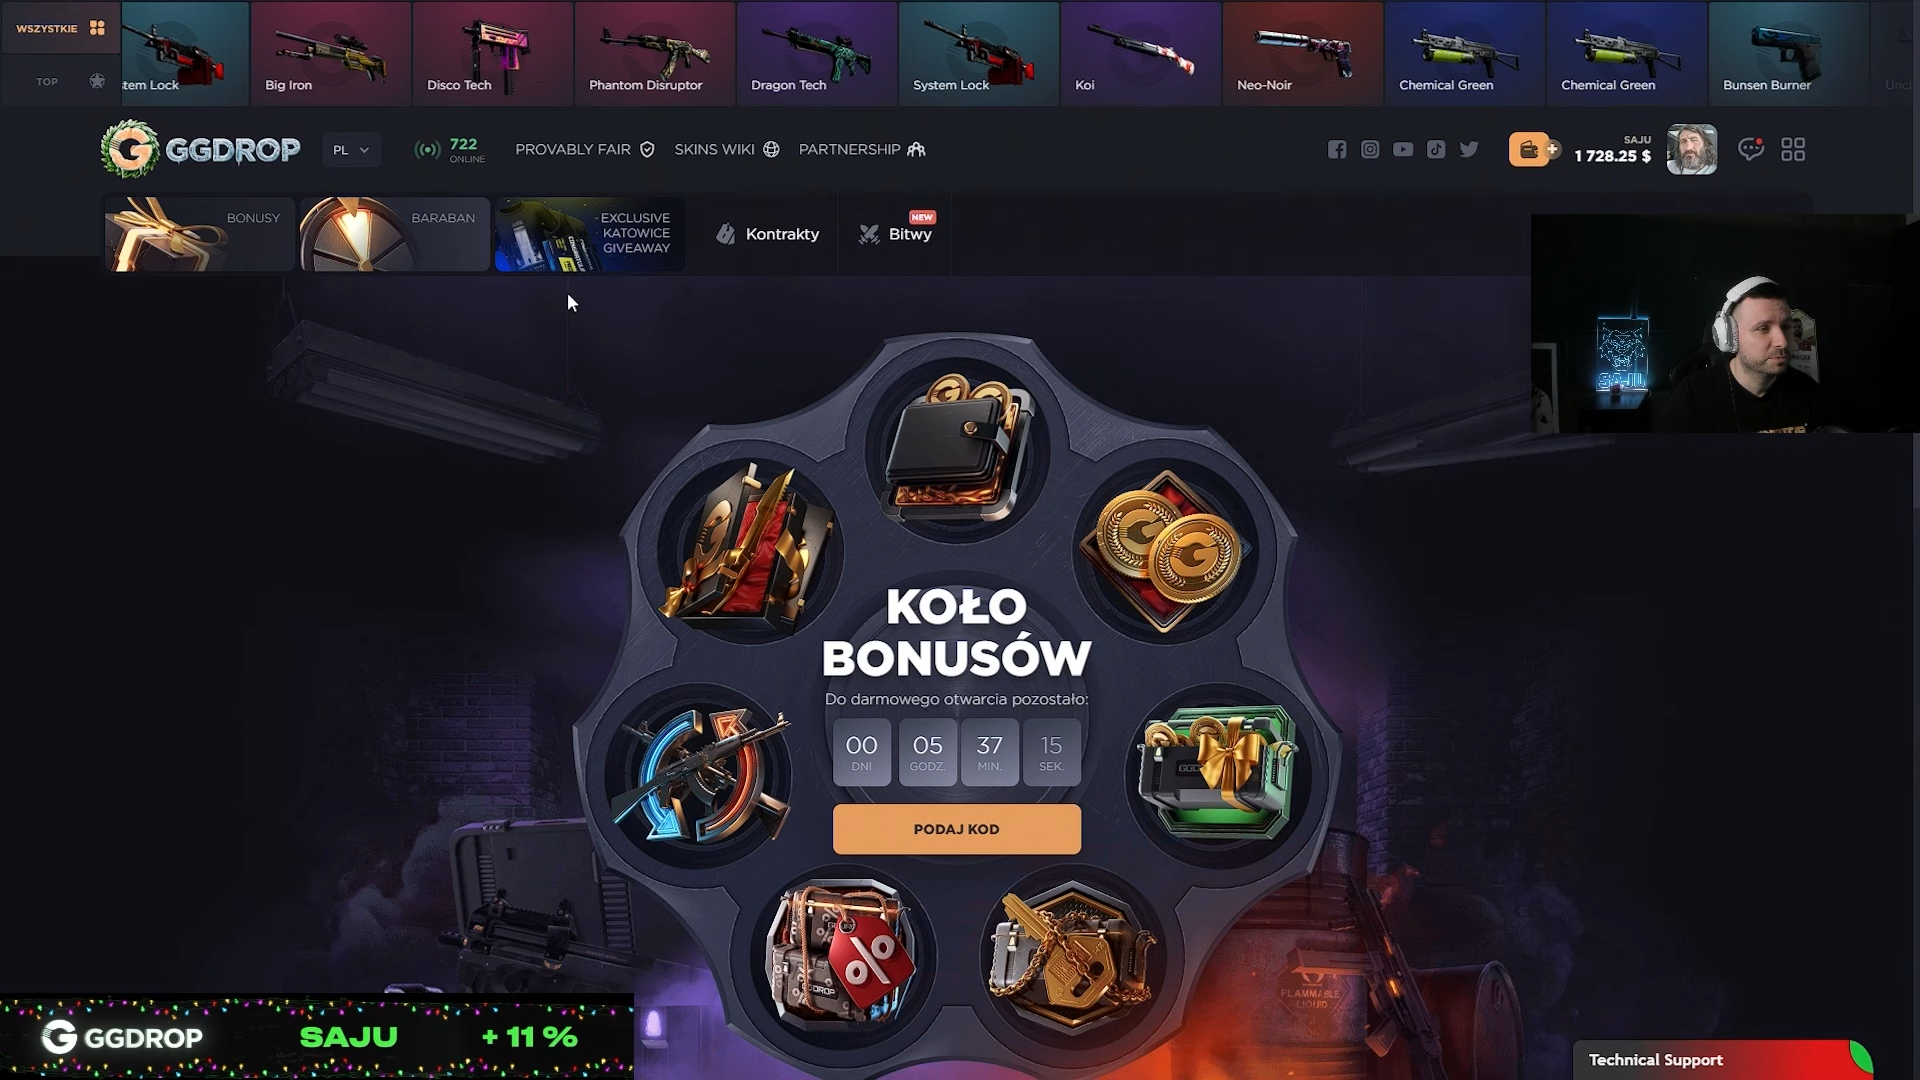 WSZYSTKIE
TOP
tem Lock
Big Iron
Disco Tech
Phantom Disruptor
Dragon Tech
System Lock
Koi
Neo-Noir
Chemical Green
Chemical Green
Bunsen Burner
GGDROP
PL
722
ONLINE
PROVABLY FAIR
SKINS WIKI
PARTNERSHIP
SAJU
1 728.25 $
BONUSY
BARABAN
EXCLUSIVE
KATOWICE
GIVEAWAY
Kontrakty
NEW
Bitwy
SAJU
KOŁO
BONUSÓW
Do darmowego otwarcia pozostało:
00 05 37 15
DNI GODZ. MIN. SEK.
PODAJ KOD
FLAMMABLE
LIQUID
GGDROP SAJU + 11 %
Technical Support